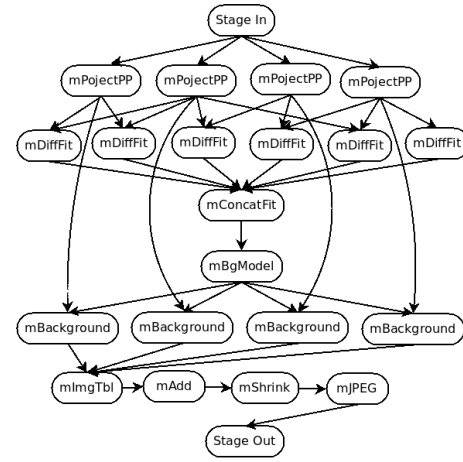 Stage In
mPojectPP
mPojectPP
mPojectPP
mPojectPP
mDiffFit
mDiffFit
mDiffFit
mDiffFit
mDiffFit
mDiffFit
mConcatFit
mBgModel
mBackground
mBackground
mBackground
mBackground
mImgTbl
mAdd
mShrink
mJPEG
Stage Out